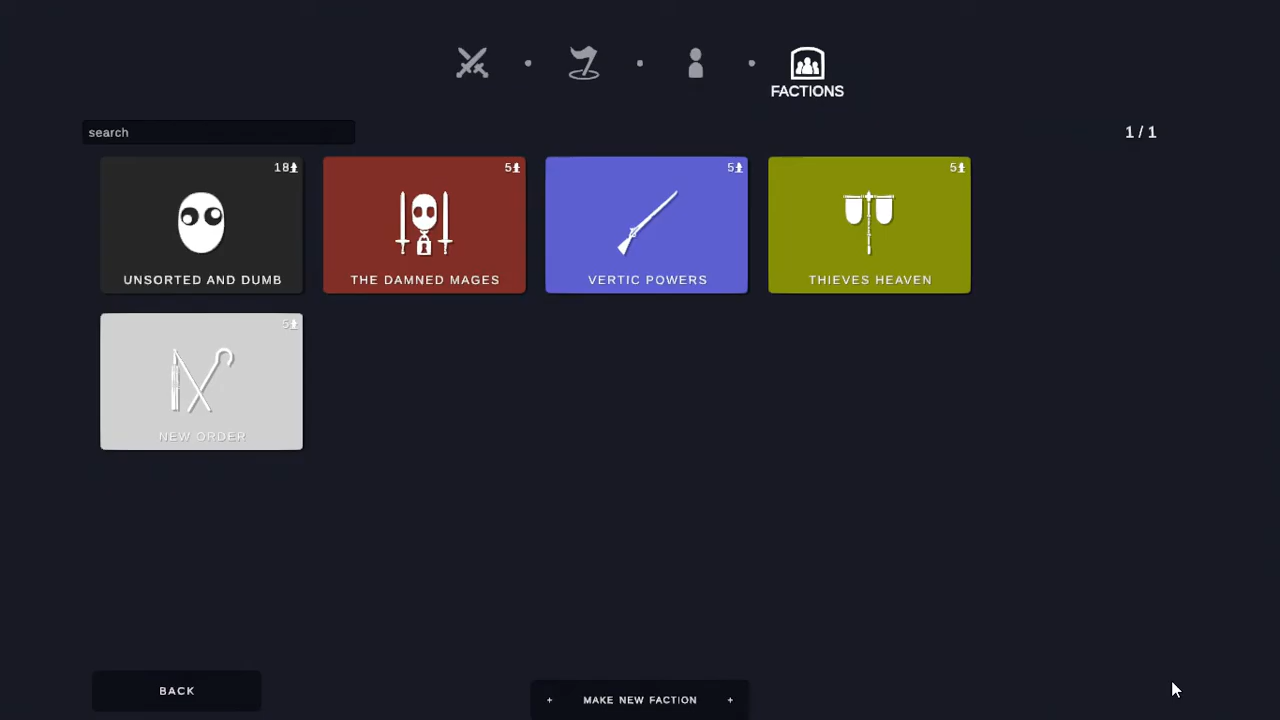 FACTIONS
search
1 / 1
18
5
5
5
UNSORTED AND DUMB
THE DAMNED MAGES
VERTIC POWERS
THIEVES HEAVEN
5
NEW ORDER
BACK
+ MAKE NEW FACTION +